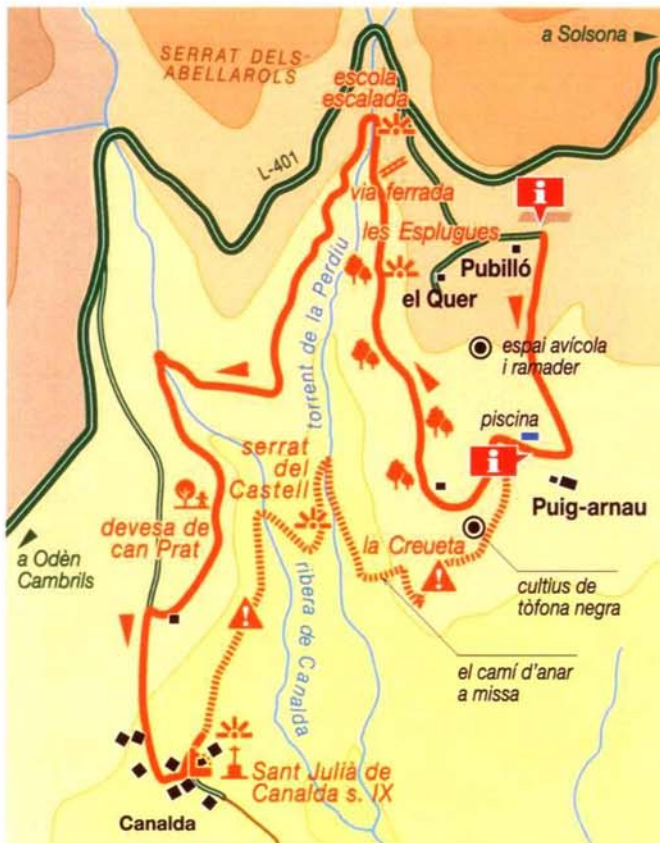 SERRAT DELS-
ABELLAROLS
a Solsona
escola
escalada
L-401
via ferrada
les Esplugues
i
Pubilló
el Quer
torrent de la Perdiu
espai avícola
i ramader
piscina
serrat
del
Castell
i
Puig-arnau
devesa de
can Prat
la Creueta
a Odèn
Cambrils
!
cultius de
tòfona negra
!
ribera de Canalda
el camí d'anar
a missa
Sant Julià de
Canalda s. IX
Canalda